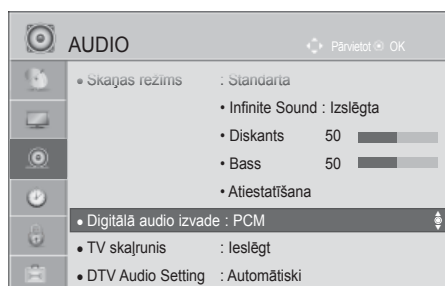 AUDIO
Pārvietot OK
• Skaņas režīms : Standarta
• Infinite Sound : Izslēgta
• Diskants 50
• Bass 50
• Atiestatīšana
• Digitālā audio izvade : PCM
• TV skaļrunis : Ieslēgt
• DTV Audio Setting : Automātiski